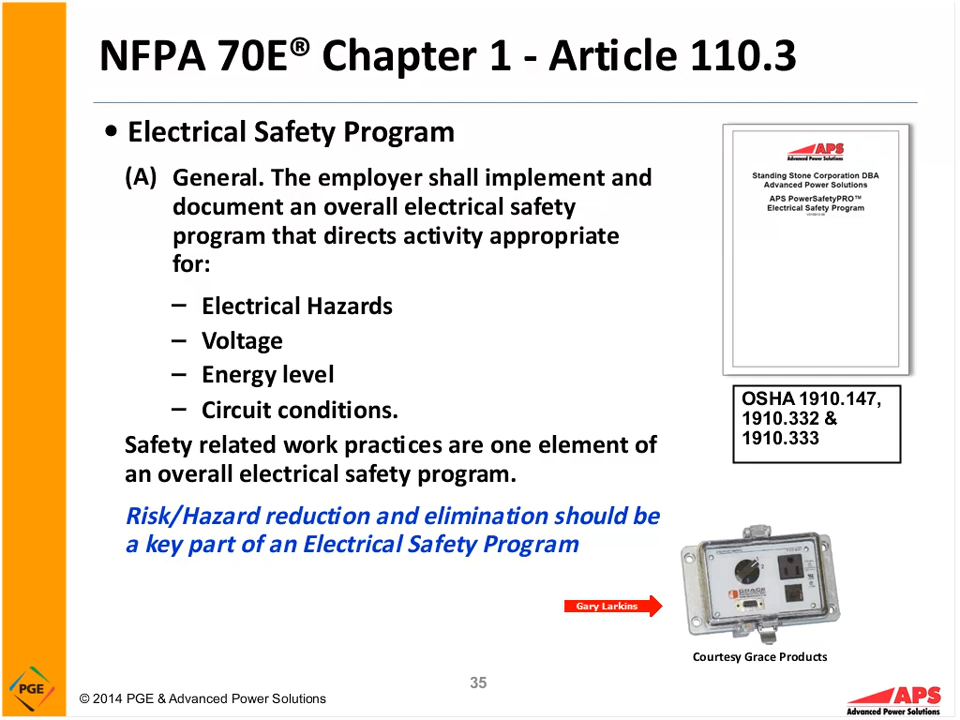 NFPA 70E® Chapter 1 - Article 110.3
• Electrical Safety Program
(A) General. The employer shall implement and
document an overall electrical safety
program that directs activity appropriate
for:
– Electrical Hazards
– Voltage
– Energy level
– Circuit conditions.
Safety related work practices are one element of
an overall electrical safety program.
Risk/Hazard reduction and elimination should be
a key part of an Electrical Safety Program
APS
Advanced Power Solutions
Standing Stone Corporation DBA
Advanced Power Solutions
APS PowerSafetyPRO™
Electrical Safety Program
OSHA 1910.147,
1910.332 &
1910.333
Gary Larkins
GRACE
Courtesy Grace Products
PGE
© 2014 PGE & Advanced Power Solutions
35
APS
Advanced Power Solutions